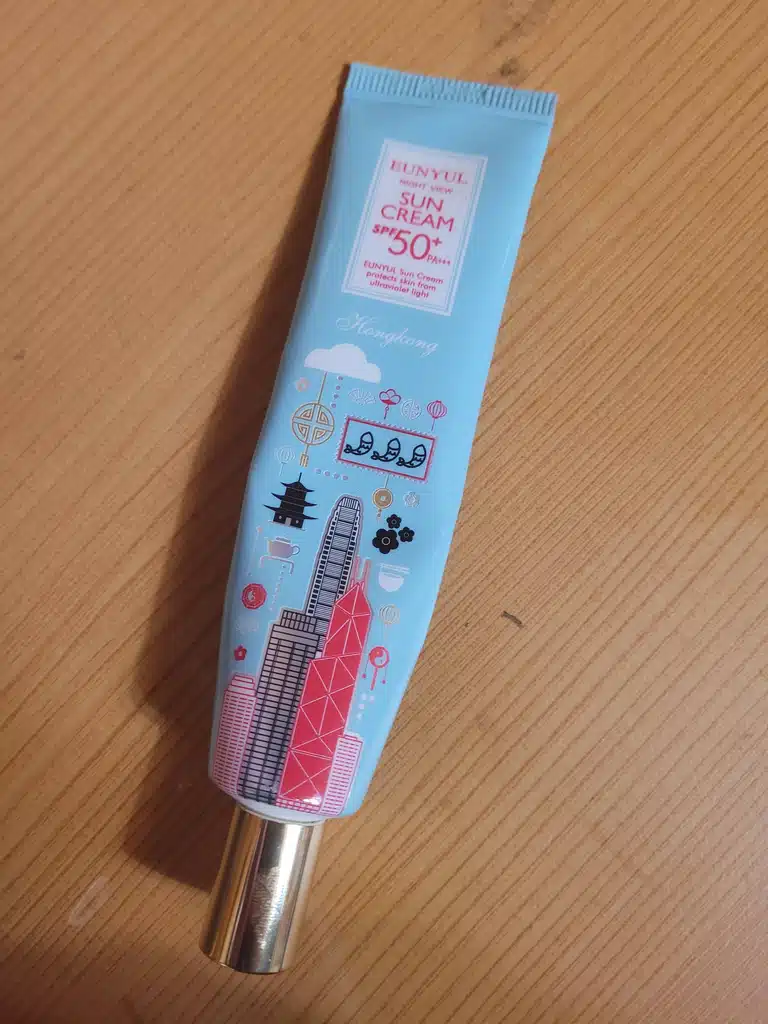 EUNYUL
NIGHT VIEW
SUN
CREAM
SPF50+
PA+++
EUNYUL Sun Cream
protects skin from
ultraviolet light
Hongkong